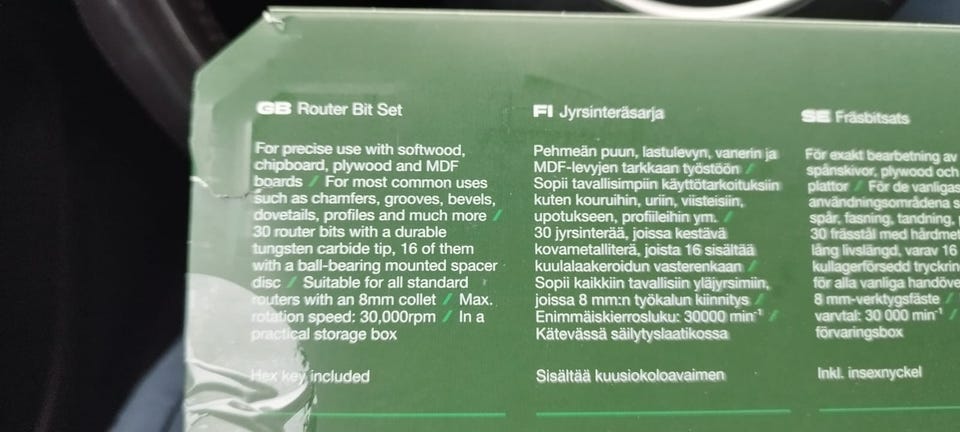 GB Router Bit Set
For precise use with softwood,
chipboard, plywood and MDF
boards / For most common uses
such as chamfers, grooves, bevels,
dovetails, profiles and much more /
30 router bits with a durable
tungsten carbide tip, 16 of them
with a ball-bearing mounted spacer
disc / Suitable for all standard
routers with an 8mm collet / Max.
rotation speed: 30,000rpm / In a
practical storage box
Hex key included
FI Jyrsinteräsarja
Pehmeän puun, lastulevyn, vanerin ja
MDF-levyjen tarkkaan työstöön /
Sopii tavallisimpiin käyttötarkoituksiin
kuten kouruihin, uriin, viisteisiin,
upotukseen, profiileihin ym. /
30 jyrsinterää, joissa kestävä
kovametalliterä, joista 16 sisältää
kuulalaakeroidun vasterenkaan /
Sopii kaikkiin tavallisiin yläjyrsimiin,
joissa 8 mm:n työkalun kiinnitys /
Enimmäiskierrosluku: 30000 min⁻¹ /
Kätevässä säilytyslaatikossa
Sisältää kuusiokoloavaimen
SE Fräsbitsats
För exakt bearbetning av
spånskivor, plywood och
plattor / För de vanligas
användningsområdena s
spår, fasning, tandning,
30 frässtål med hårdmet
lång livslängd, varav 16
kullagerförsedd tryckrin
för alla vanliga handöve
8 mm-verktygsfäste /
varvtal: 30 000 min⁻¹ /
förvaringsbox
Inkl. insexnyckel